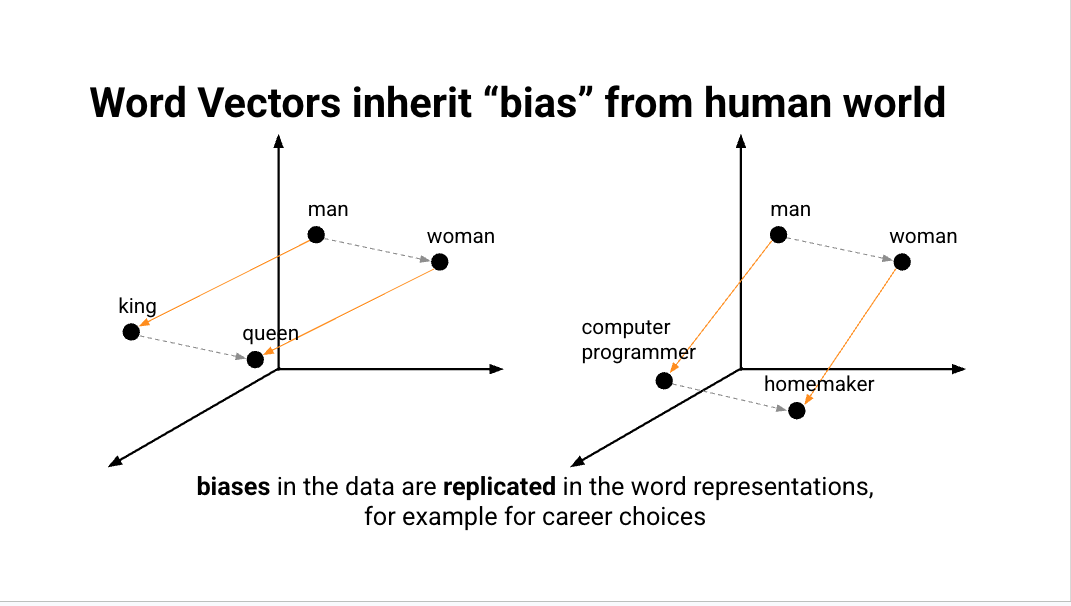 Word Vectors inherit “bias” from human world
man
woman
king
queen
man
woman
computer
programmer
homemaker
biases in the data are replicated in the word representations,
for example for career choices